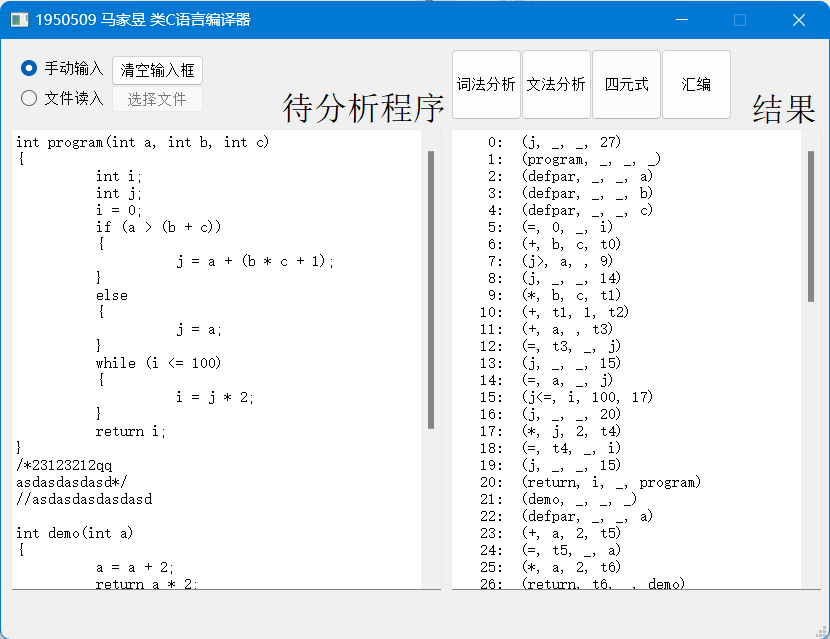 1950509 马家昱 类C语言编译器
手动输入 清空输入框
文件读入 选择文件
待分析程序
词法分析 文法分析 四元式 汇编
结果
int program(int a, int b, int c)
{
int i;
int j;
i = 0;
if (a > (b + c))
{
j = a + (b * c + 1);
}
else
{
j = a;
}
while (i <= 100)
{
i = j * 2;
}
return i;
}
/*23123212qq
asdasdasdasd*/
//asdasdasdasdasd
int demo(int a)
{
a = a + 2;
return a * 2;
0: (j, _, _, 27)
1: (program, _, _, _)
2: (defpar, _, _, a)
3: (defpar, _, _, b)
4: (defpar, _, _, c)
5: (=, 0, _, i)
6: (+, b, c, t0)
7: (j>, a, , 9)
8: (j, _, _, 14)
9: (*, b, c, t1)
10: (+, t1, 1, t2)
11: (+, a, , t3)
12: (=, t3, _, j)
13: (j, _, _, 15)
14: (=, a, _, j)
15: (j<=, i, 100, 17)
16: (j, _, _, 20)
17: (*, j, 2, t4)
18: (=, t4, _, i)
19: (j, _, _, 15)
20: (return, i, _, program)
21: (demo, _, _, _)
22: (defpar, _, _, a)
23: (+, a, 2, t5)
24: (=, t5, _, a)
25: (*, a, 2, t6)
26: (return, t6, _, demo)